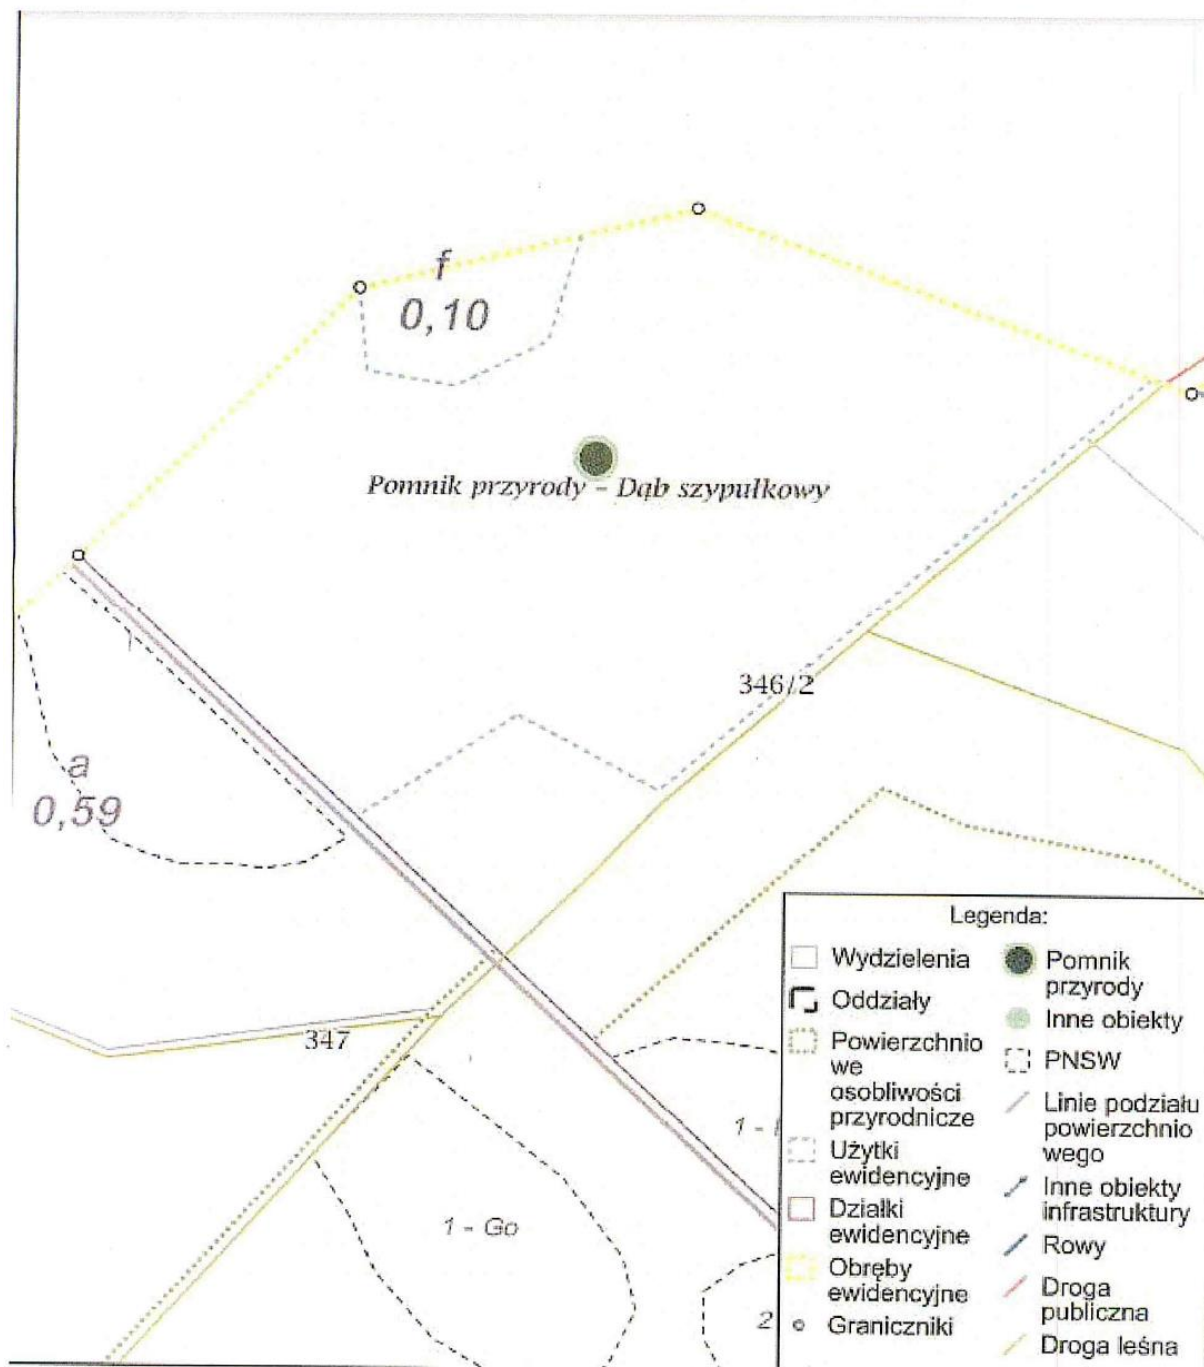 f
0,10
Pomnik przyrody – Dąb szypułkowy
346/2
a
0,59
347
1 - Go
1 -
2
Legenda:
Wydzielenia
Oddziały
Powierzchnio
we
osobliwości
przyrodnicze
Użytki
ewidencyjne
Działki
ewidencyjne
Obręby
ewidencyjne
Graniczniki
Pomnik
przyrody
Inne obiekty
PNSW
Linie podziału
powierzchnio
wego
Inne obiekty
infrastruktury
Rowy
Droga
publiczna
Droga leśna